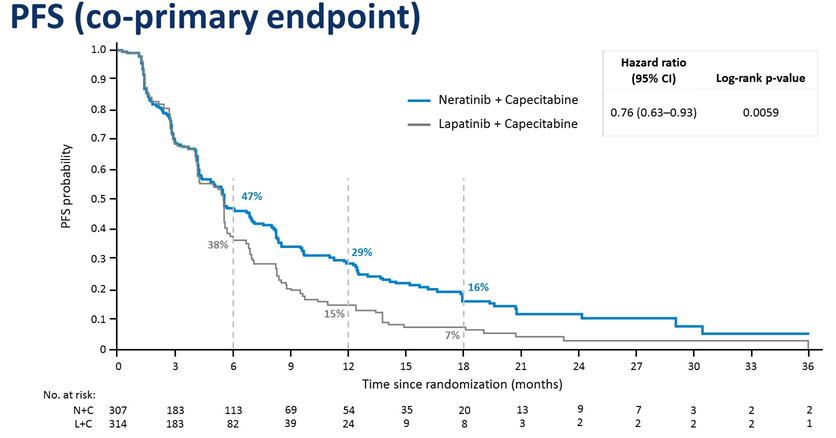 PFS (co-primary endpoint)
Hazard ratio
(95% CI)
Log-rank p-value
0.76 (0.63–0.93)
0.0059
Neratinib + Capecitabine
Lapatinib + Capecitabine
PFS probability
1.0
0.9
0.8
0.7
0.6
0.5
0.4
0.3
0.2
0.1
0
47%
38%
29%
15%
16%
7%
0 3 6 9 12 15 18 21 24 27 30 33 36
Time since randomization (months)
No. at risk:
N+C 307 183 113 69 54 35 20 13 9 7 3 2 2
L+C 314 183 82 39 24 9 8 3 2 2 2 2 1